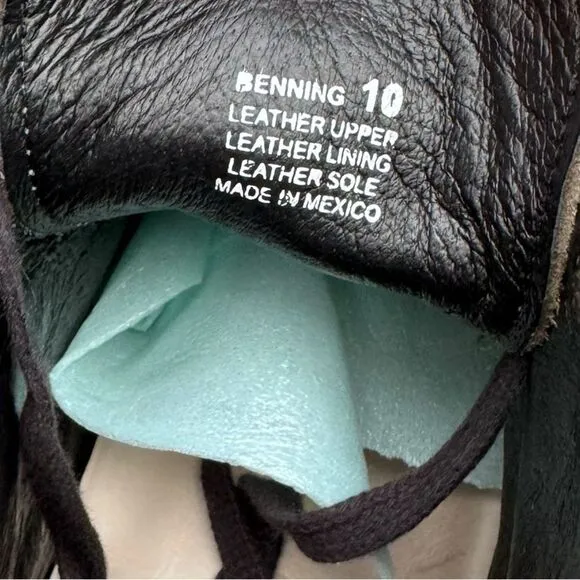 BENNING 10
LEATHER UPPER
LEATHER LINING
LEATHER SOLE
MADE IN MEXICO